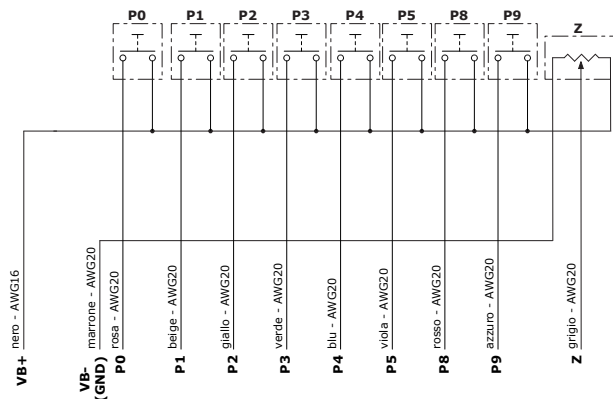 P0
P1
P2
P3
P4
P5
P8
P9
Z
nero - AWG16
marrone - AWG20
rosa - AWG20
beige - AWG20
giallo - AWG20
verde - AWG20
blu - AWG20
viola - AWG20
rosso - AWG20
azzuro - AWG20
grigio - AWG20
VB+
VB-
(GND)
P0
P1
P2
P3
P4
P5
P8
P9
Z